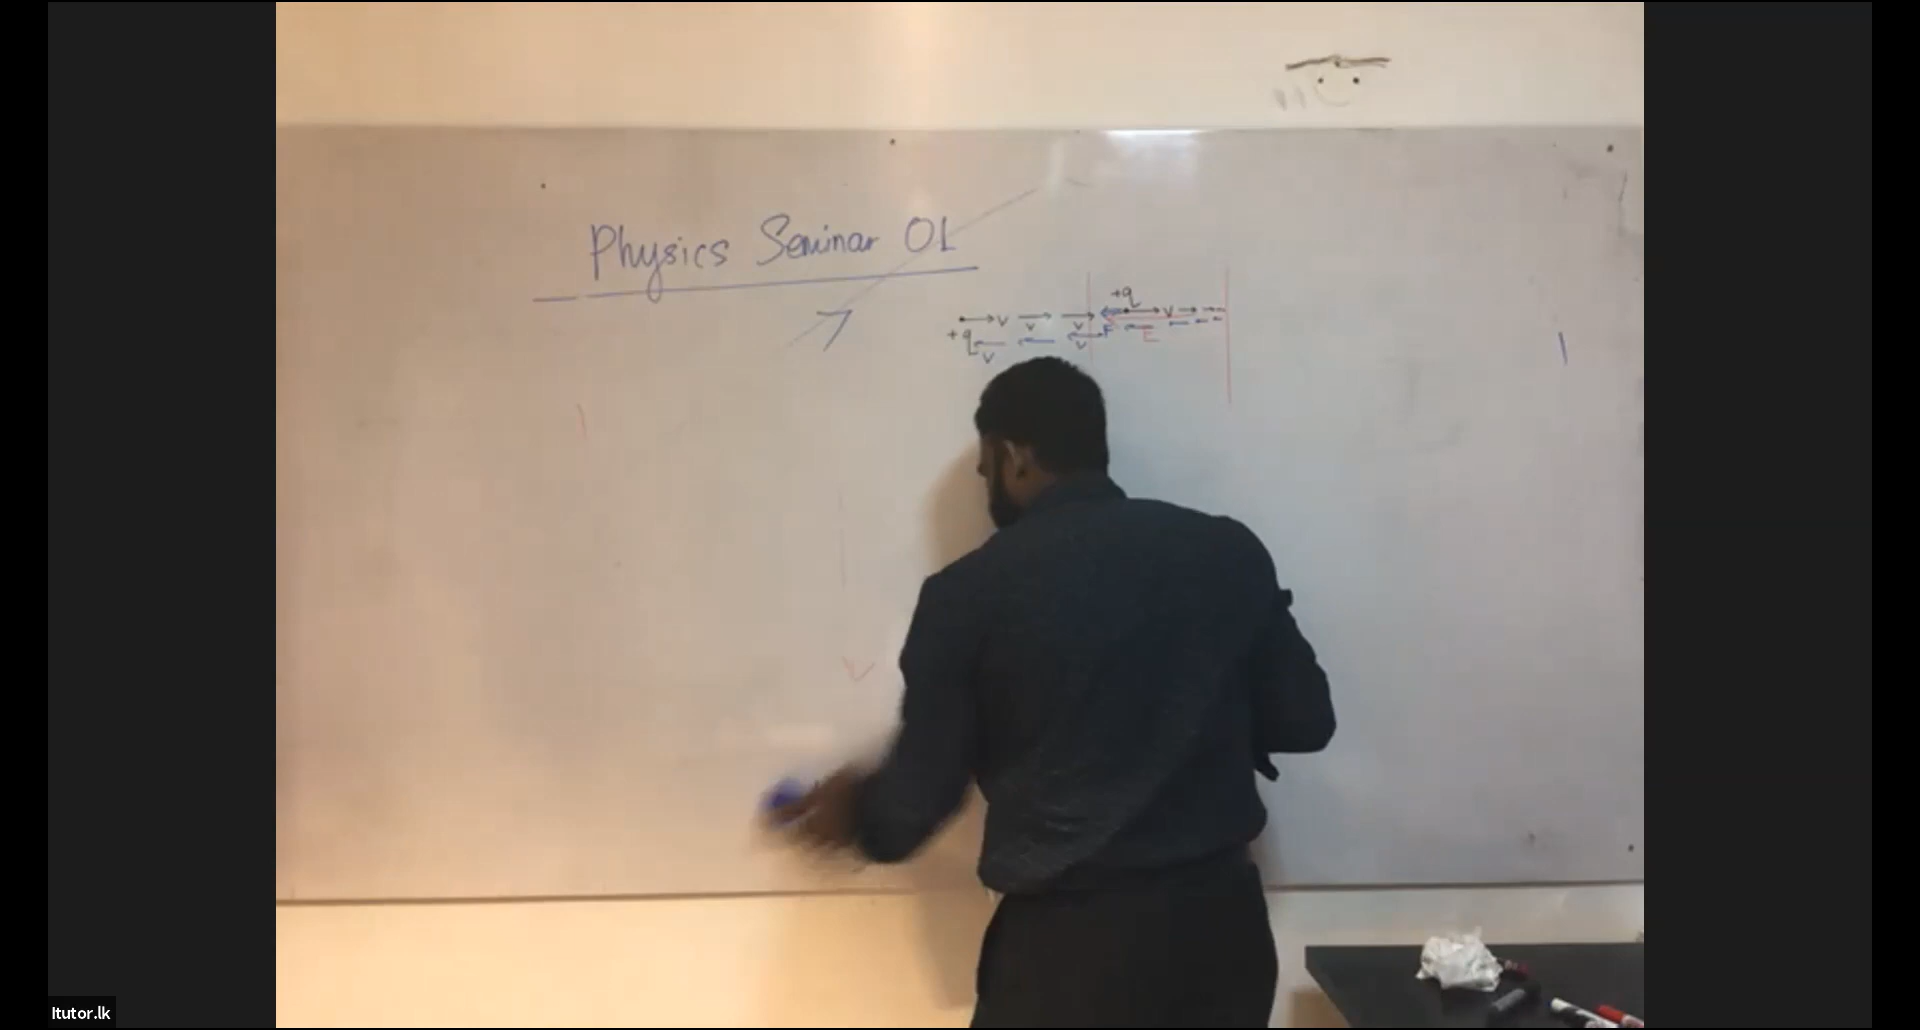 Physics Seminar 01
+q
V V V V
+q F E
V V
Itutor.lk